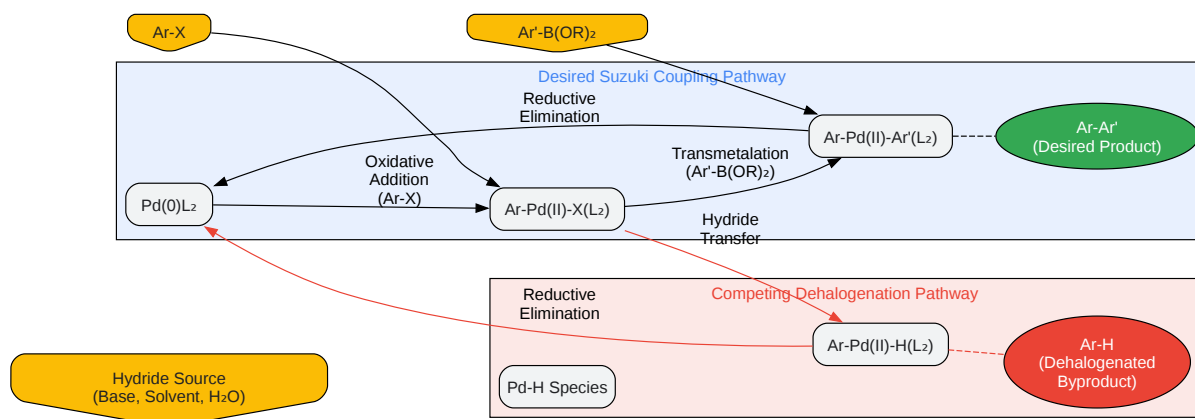 Ar-X
Ar'-B(OR)₂
Desired Suzuki Coupling Pathway
Reductive
Elimination
Ar-Pd(II)-Ar'(L₂)
Ar-Ar'
(Desired Product)
Oxidative
Addition
(Ar-X)
Transmetalation
(Ar'-B(OR)₂)
Pd(0)L₂
Ar-Pd(II)-X(L₂)
Hydride
Transfer
Competing Dehalogenation Pathway
Reductive
Elimination
Ar-Pd(II)-H(L₂)
Ar-H
(Dehalogenated
Byproduct)
Hydride Source
(Base, Solvent, H₂O)
Pd-H Species